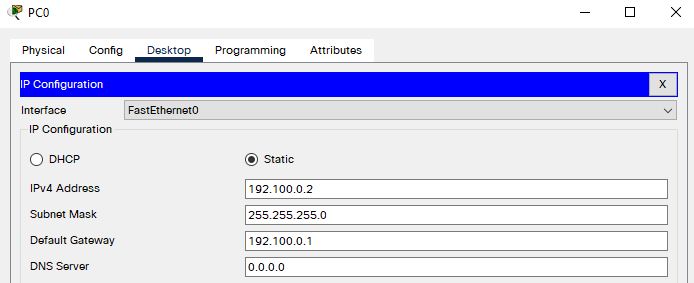 PC0
Physical Config Desktop Programming Attributes
IP Configuration X
Interface FastEthernet0
IP Configuration
DHCP Static
IPv4 Address 192.100.0.2
Subnet Mask 255.255.255.0
Default Gateway 192.100.0.1
DNS Server 0.0.0.0